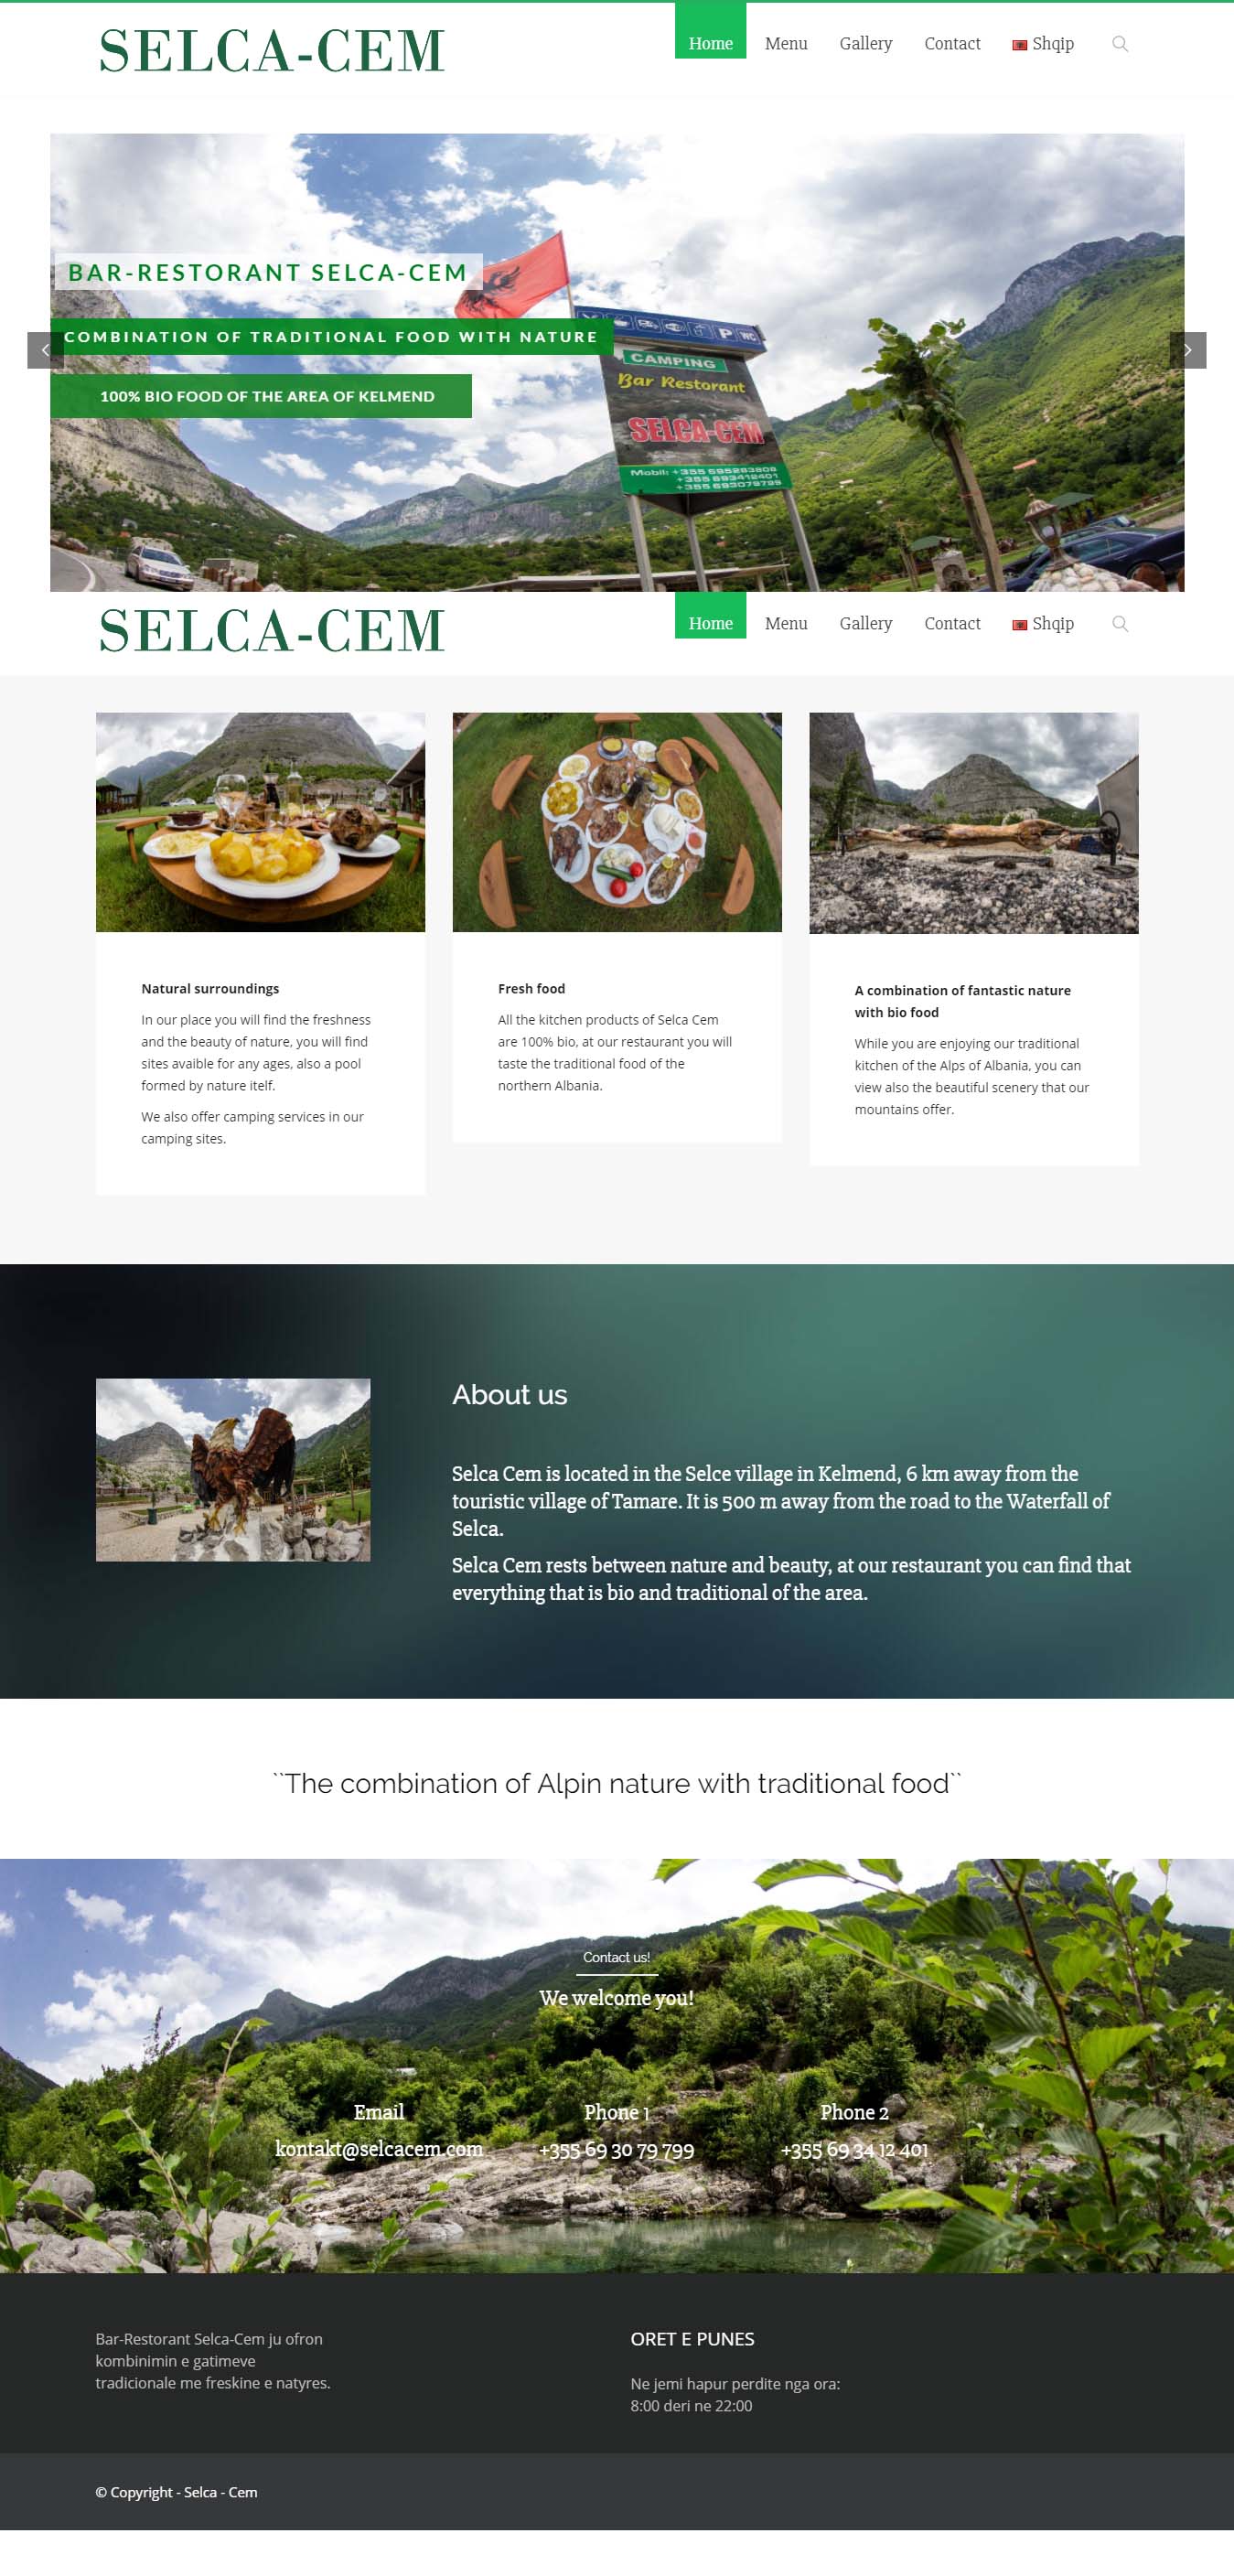 SELCA-CEM
Home Menu Gallery Contact Shqip
BAR-RESTORANT SELCA-CEM
COMBINATION OF TRADITIONAL FOOD WITH NATURE
100% BIO FOOD OF THE AREA OF KELMEND
CAMPING
Bar Restorant
SELCA-CEM
Mobil: +355 695283808
+355 693412401
+355 693079799
SELCA-CEM
Home Menu Gallery Contact Shqip
Natural surroundings
In our place you will find the freshness
and the beauty of nature, you will find
sites avaible for any ages, also a pool
formed by nature itelf.
We also offer camping services in our
camping sites.
Fresh food
All the kitchen products of Selca Cem
are 100% bio, at our restaurant you will
taste the traditional food of the
northern Albania.
A combination of fantastic nature
with bio food
While you are enjoying our traditional
kitchen of the Alps of Albania, you can
view also the beautiful scenery that our
mountains offer.
About us
Selca Cem is located in the Selce village in Kelmend, 6 km away from the
touristic village of Tamare. It is 500 m away from the road to the Waterfall of
Selca.
Selca Cem rests between nature and beauty, at our restaurant you can find that
everything that is bio and traditional of the area.
``The combination of Alpin nature with traditional food``
Contact us!
We welcome you!
Email
kontakt@selcacem.com
Phone 1
+355 69 30 79 799
Phone 2
+355 69 34 12 401
Bar-Restorant Selca-Cem ju ofron
kombinimin e gatimeve
tradicionale me freskine e natyres.
ORET E PUNES
Ne jemi hapur perdite nga ora:
8:00 deri ne 22:00
© Copyright - Selca - Cem